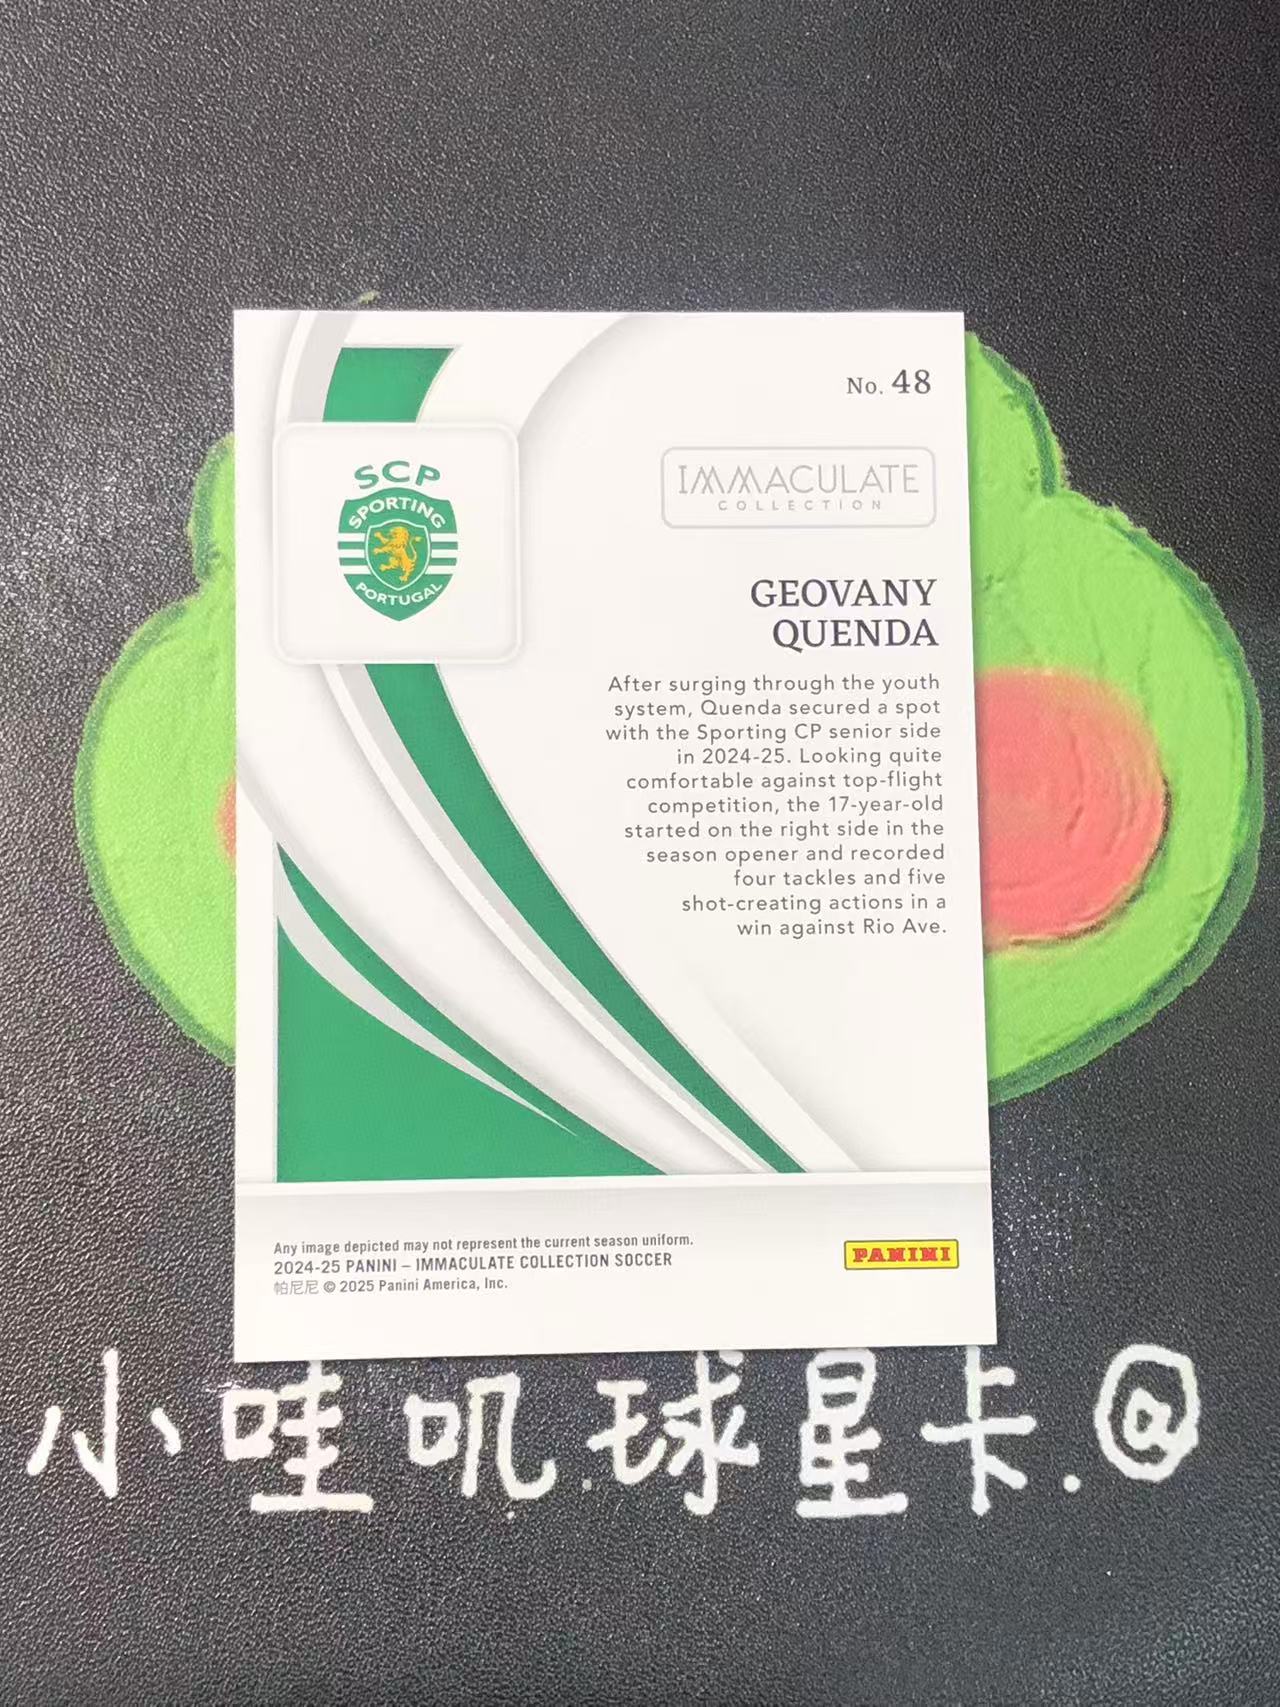 No. 48
SCP
SPORTING
PORTUGAL
IMMACULATE
COLLECTION
GEOVANY
QUENDA
After surging through the youth
system, Quenda secured a spot
with the Sporting CP senior side
in 2024-25. Looking quite
comfortable against top-flight
competition, the 17-year-old
started on the right side in the
season opener and recorded
four tackles and five
shot-creating actions in a
win against Rio Ave.
Any image depicted may not represent the current season uniform.
2024-25 PANINI – IMMACULATE COLLECTION SOCCER
帕尼尼 © 2025 Panini America, Inc.
PANINI
小哇叽.球星卡.@